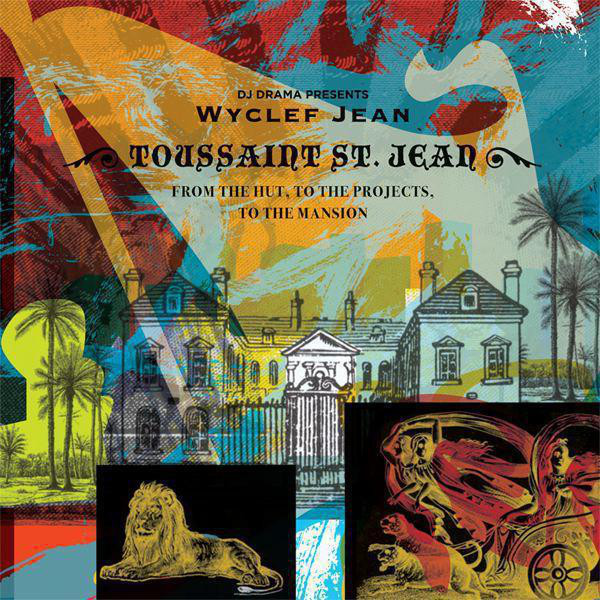 DJ DRAMA PRESENTS
WYCLEF JEAN
TOUSSAINT ST. JEAN
FROM THE HUT, TO THE PROJECTS,
TO THE MANSION